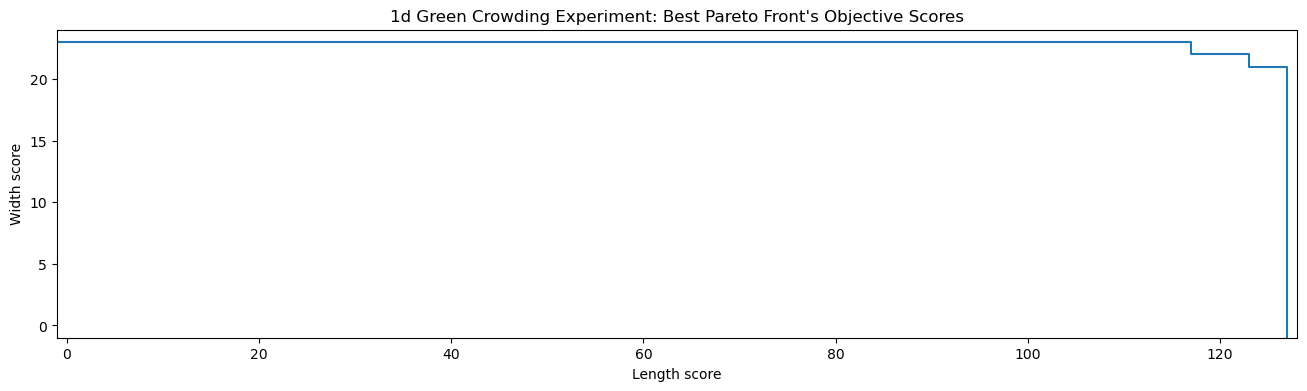 1d Green Crowding Experiment: Best Pareto Front's Objective Scores
Width score
20
15
10
5
0
0 20 40 60 80 100 120
Length score